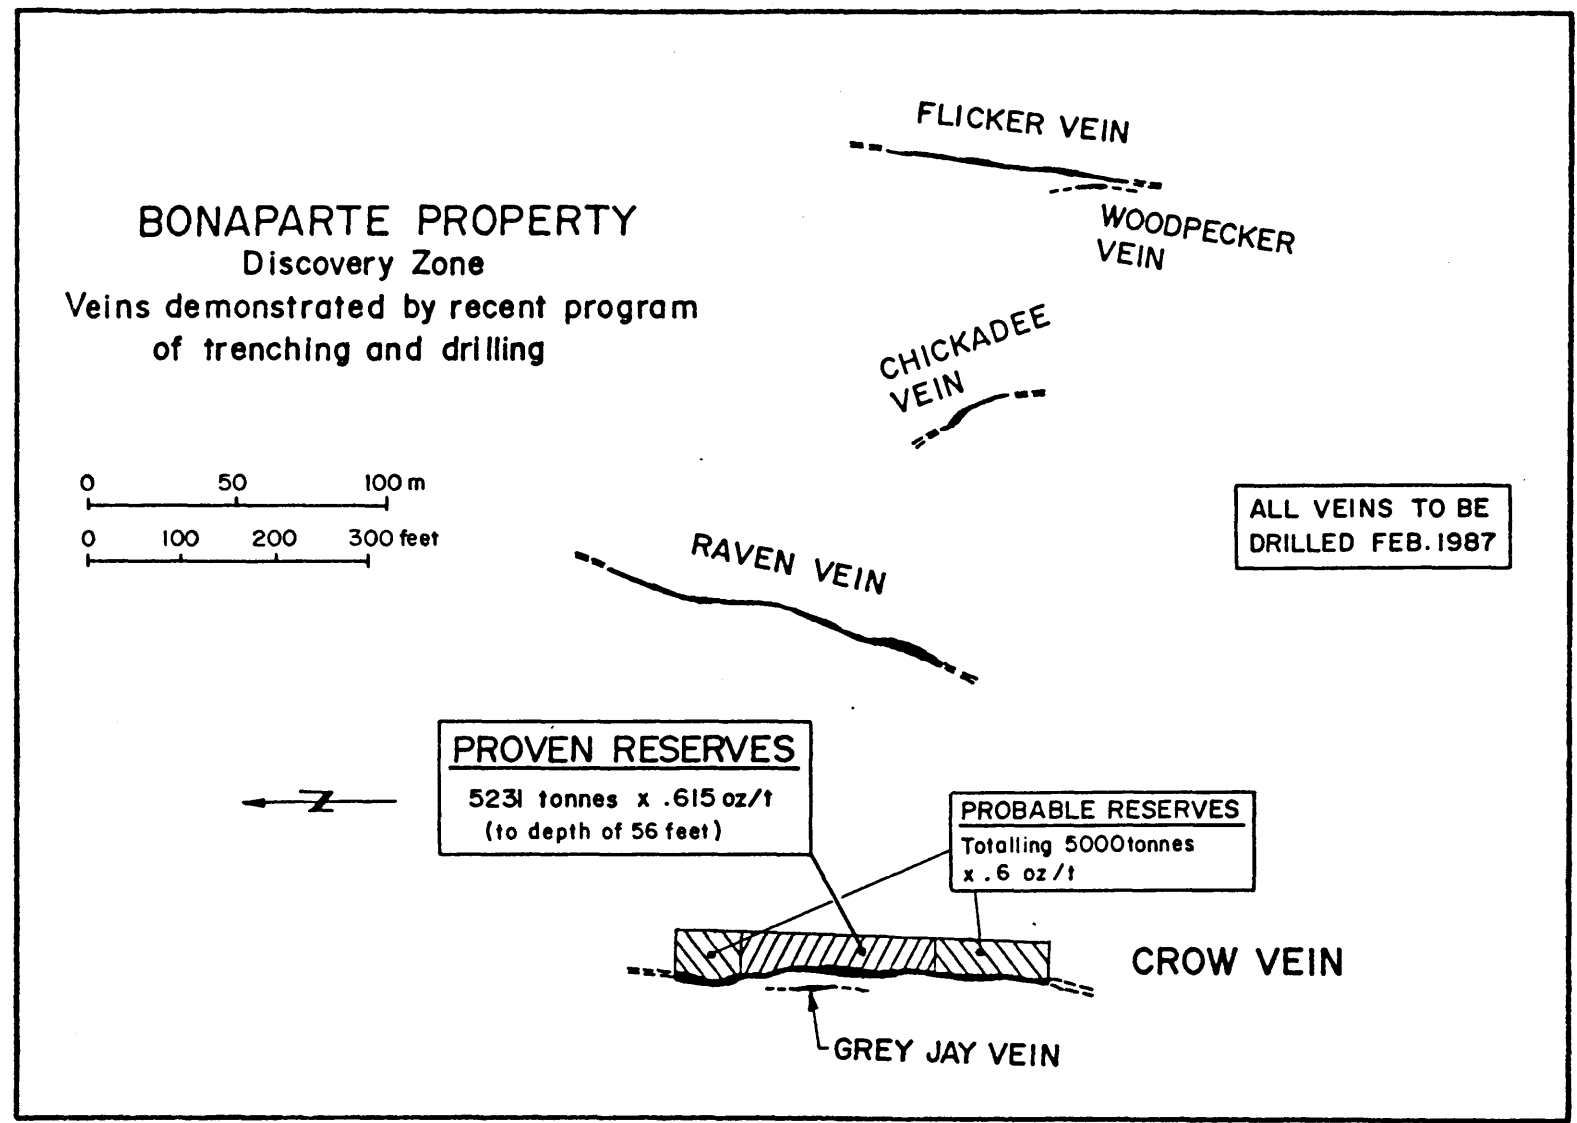 FLICKER VEIN
WOODPECKER
VEIN
BONAPARTE PROPERTY
Discovery Zone
Veins demonstrated by recent program
of trenching and drilling
CHICKADEE
VEIN
0 50 100 m
0 100 200 300 feet
ALL VEINS TO BE
DRILLED FEB. 1987
RAVEN VEIN
PROVEN RESERVES
5231 tonnes x .615 oz/t
(to depth of 56 feet)
N
PROBABLE RESERVES
Totalling 5000 tonnes
x .6 oz/t
CROW VEIN
GREY JAY VEIN